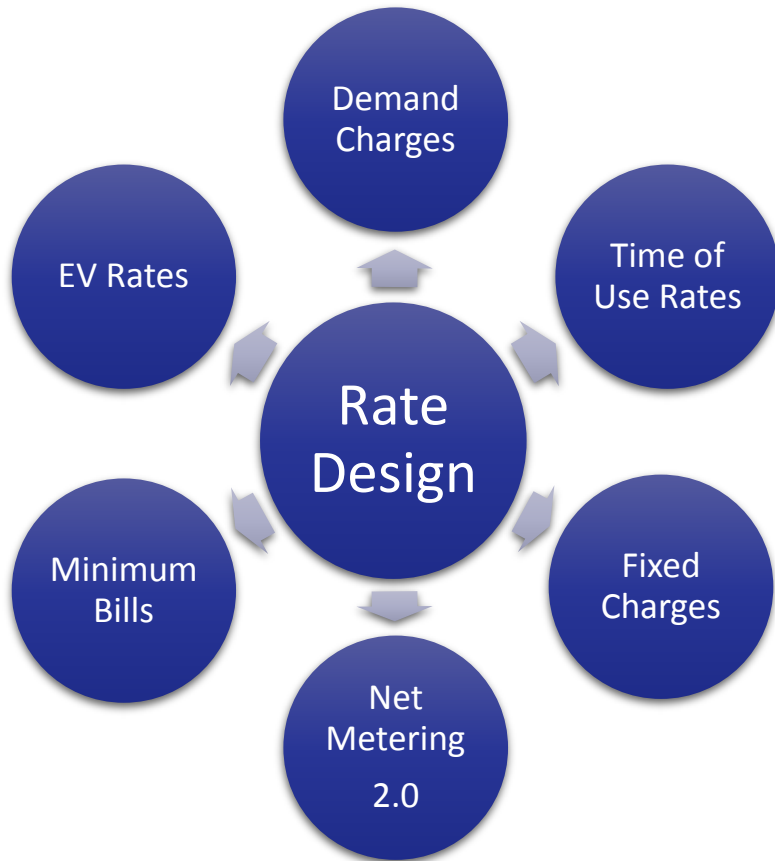 Demand
Charges
EV Rates
Time of
Use Rates
Rate
Design
Minimum
Bills
Fixed
Charges
Net
Metering
2.0